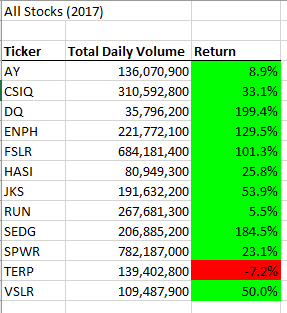 All Stocks (2017)
Ticker Total Daily Volume Return
AY 136,070,900 8.9%
CSIQ 310,592,800 33.1%
DQ 35,796,200 199.4%
ENPH 221,772,100 129.5%
FSLR 684,181,400 101.3%
HASI 80,949,300 25.8%
JKS 191,632,200 53.9%
RUN 267,681,300 5.5%
SEDG 206,885,200 184.5%
SPWR 782,187,000 23.1%
TERP 139,402,800 -7.2%
VSLR 109,487,900 50.0%